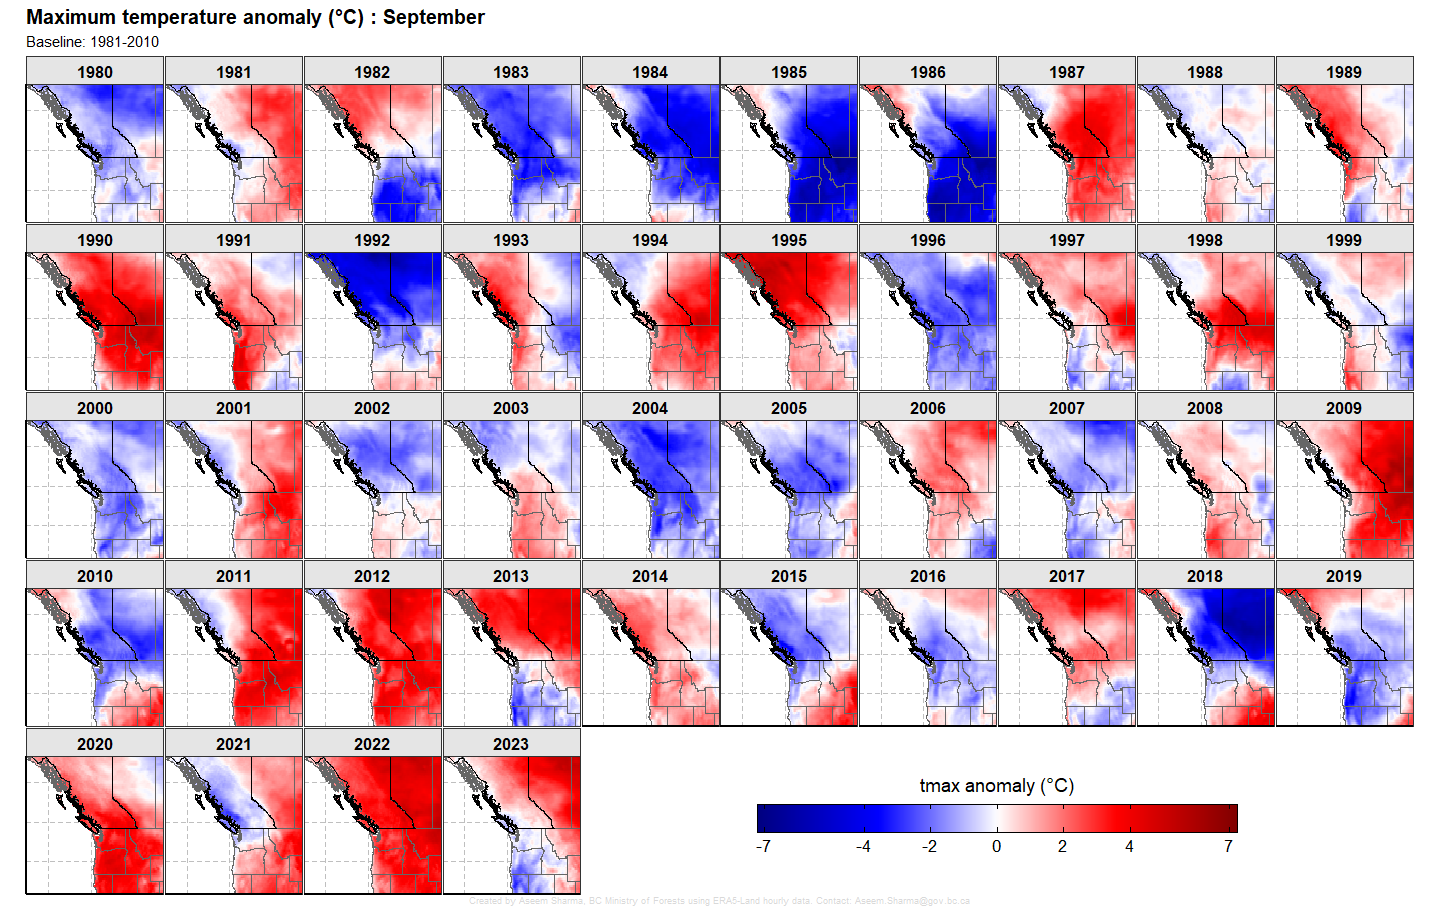 Maximum temperature anomaly (°C) : September
Baseline: 1981-2010
1980 1981 1982 1983 1984 1985 1986 1987 1988 1989
1990 1991 1992 1993 1994 1995 1996 1997 1998 1999
2000 2001 2002 2003 2004 2005 2006 2007 2008 2009
2010 2011 2012 2013 2014 2015 2016 2017 2018 2019
2020 2021 2022 2023
tmax anomaly (°C)
-7 -4 -2 0 2 4 7
Created by Aseem Sharma, BC Ministry of Forests using ERA5-Land hourly data. Contact: Aseem.Sharma@gov.bc.ca